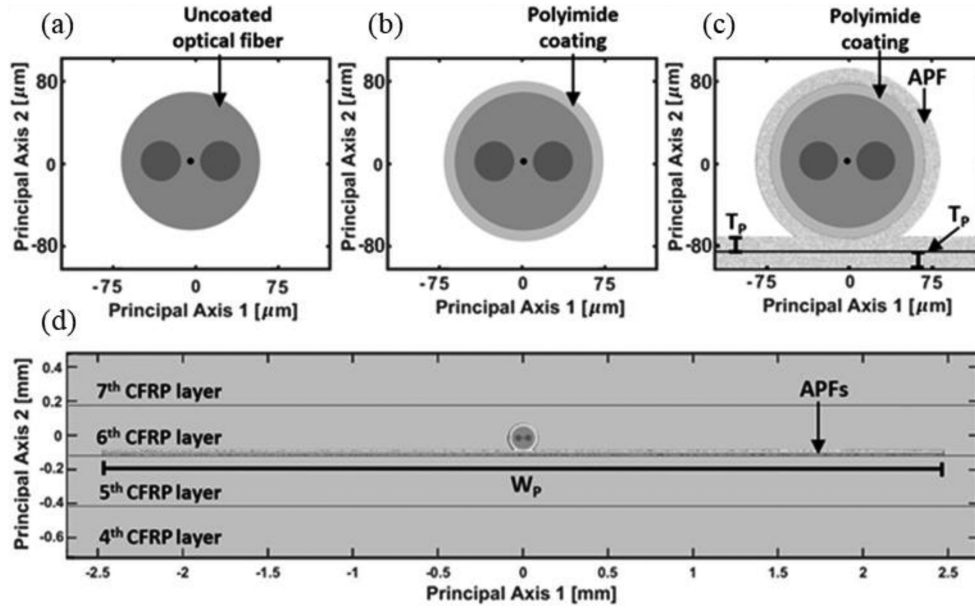 (a)
Uncoated
optical fiber
Principal Axis 2 [μm]
80
0
-80
-75
0
75
Principal Axis 1 [μm]
(b)
Polyimide
coating
Principal Axis 2 [μm]
80
0
-80
-75
0
75
Principal Axis 1 [μm]
(c)
Polyimide
coating
APF
Principal Axis 2 [μm]
80
0
-80
Tₚ
Tₚ
-75
0
75
Principal Axis 1 [μm]
(d)
Principal Axis 2 [mm]
0.4
0.2
0
-0.2
-0.4
-0.6
7ᵗʰ CFRP layer
APFs
6ᵗʰ CFRP layer
Wₚ
5ᵗʰ CFRP layer
4ᵗʰ CFRP layer
-2.5
-2
-1.5
-1
-0.5
0
0.5
1
1.5
2
2.5
Principal Axis 1 [mm]